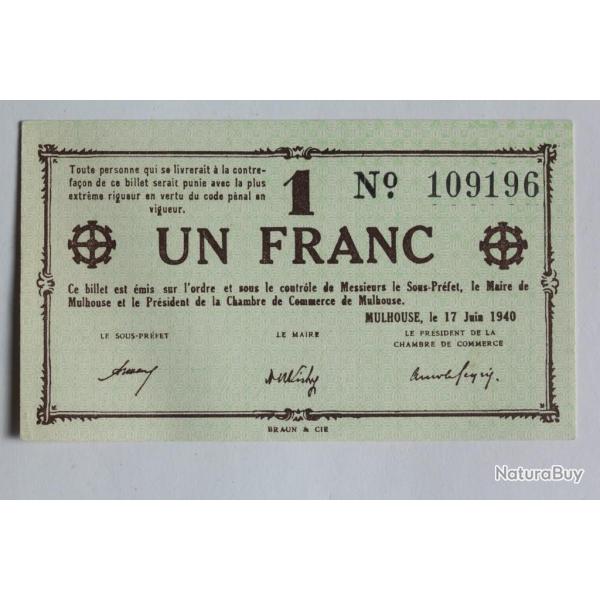 Toute personne qui se livrerait à la contre-
façon de ce billet serait punie avec la plus
extrême rigueur en vertu du code pénal en
vigueur.
1
Nº 109196
UN FRANC
Ce billet est émis sur l'ordre et sous le contrôle de Messieurs le Sous-Préfet, le Maire de
Mulhouse et le Président de la Chambre de Commerce de Mulhouse.
MULHOUSE, le 17 Juin 1940
LE SOUS-PRÉFET
LE MAIRE
LE PRÉSIDENT DE LA
CHAMBRE DE COMMERCE
BRAUN & CIE
NaturaBuy